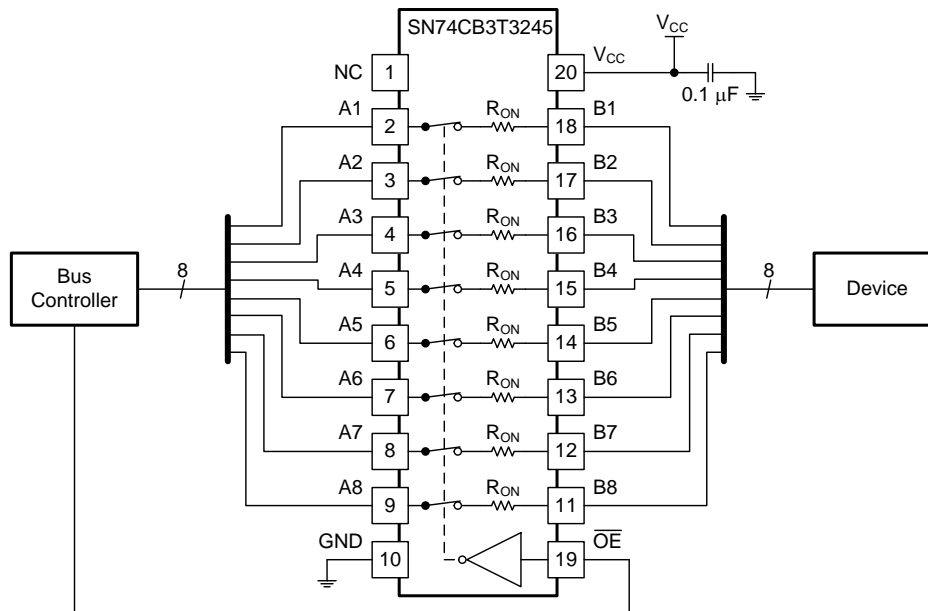 SN74CB3T3245
NC 1 20 VCC VCC
0.1 μF
A1 2 RON 18 B1
A2 3 RON 17 B2
A3 4 RON 16 B3
A4 5 RON 15 B4
A5 6 RON 14 B5
A6 7 RON 13 B6
A7 8 RON 12 B7
A8 9 RON 11 B8
GND 10 19 OE
Bus
Controller
8
8
Device